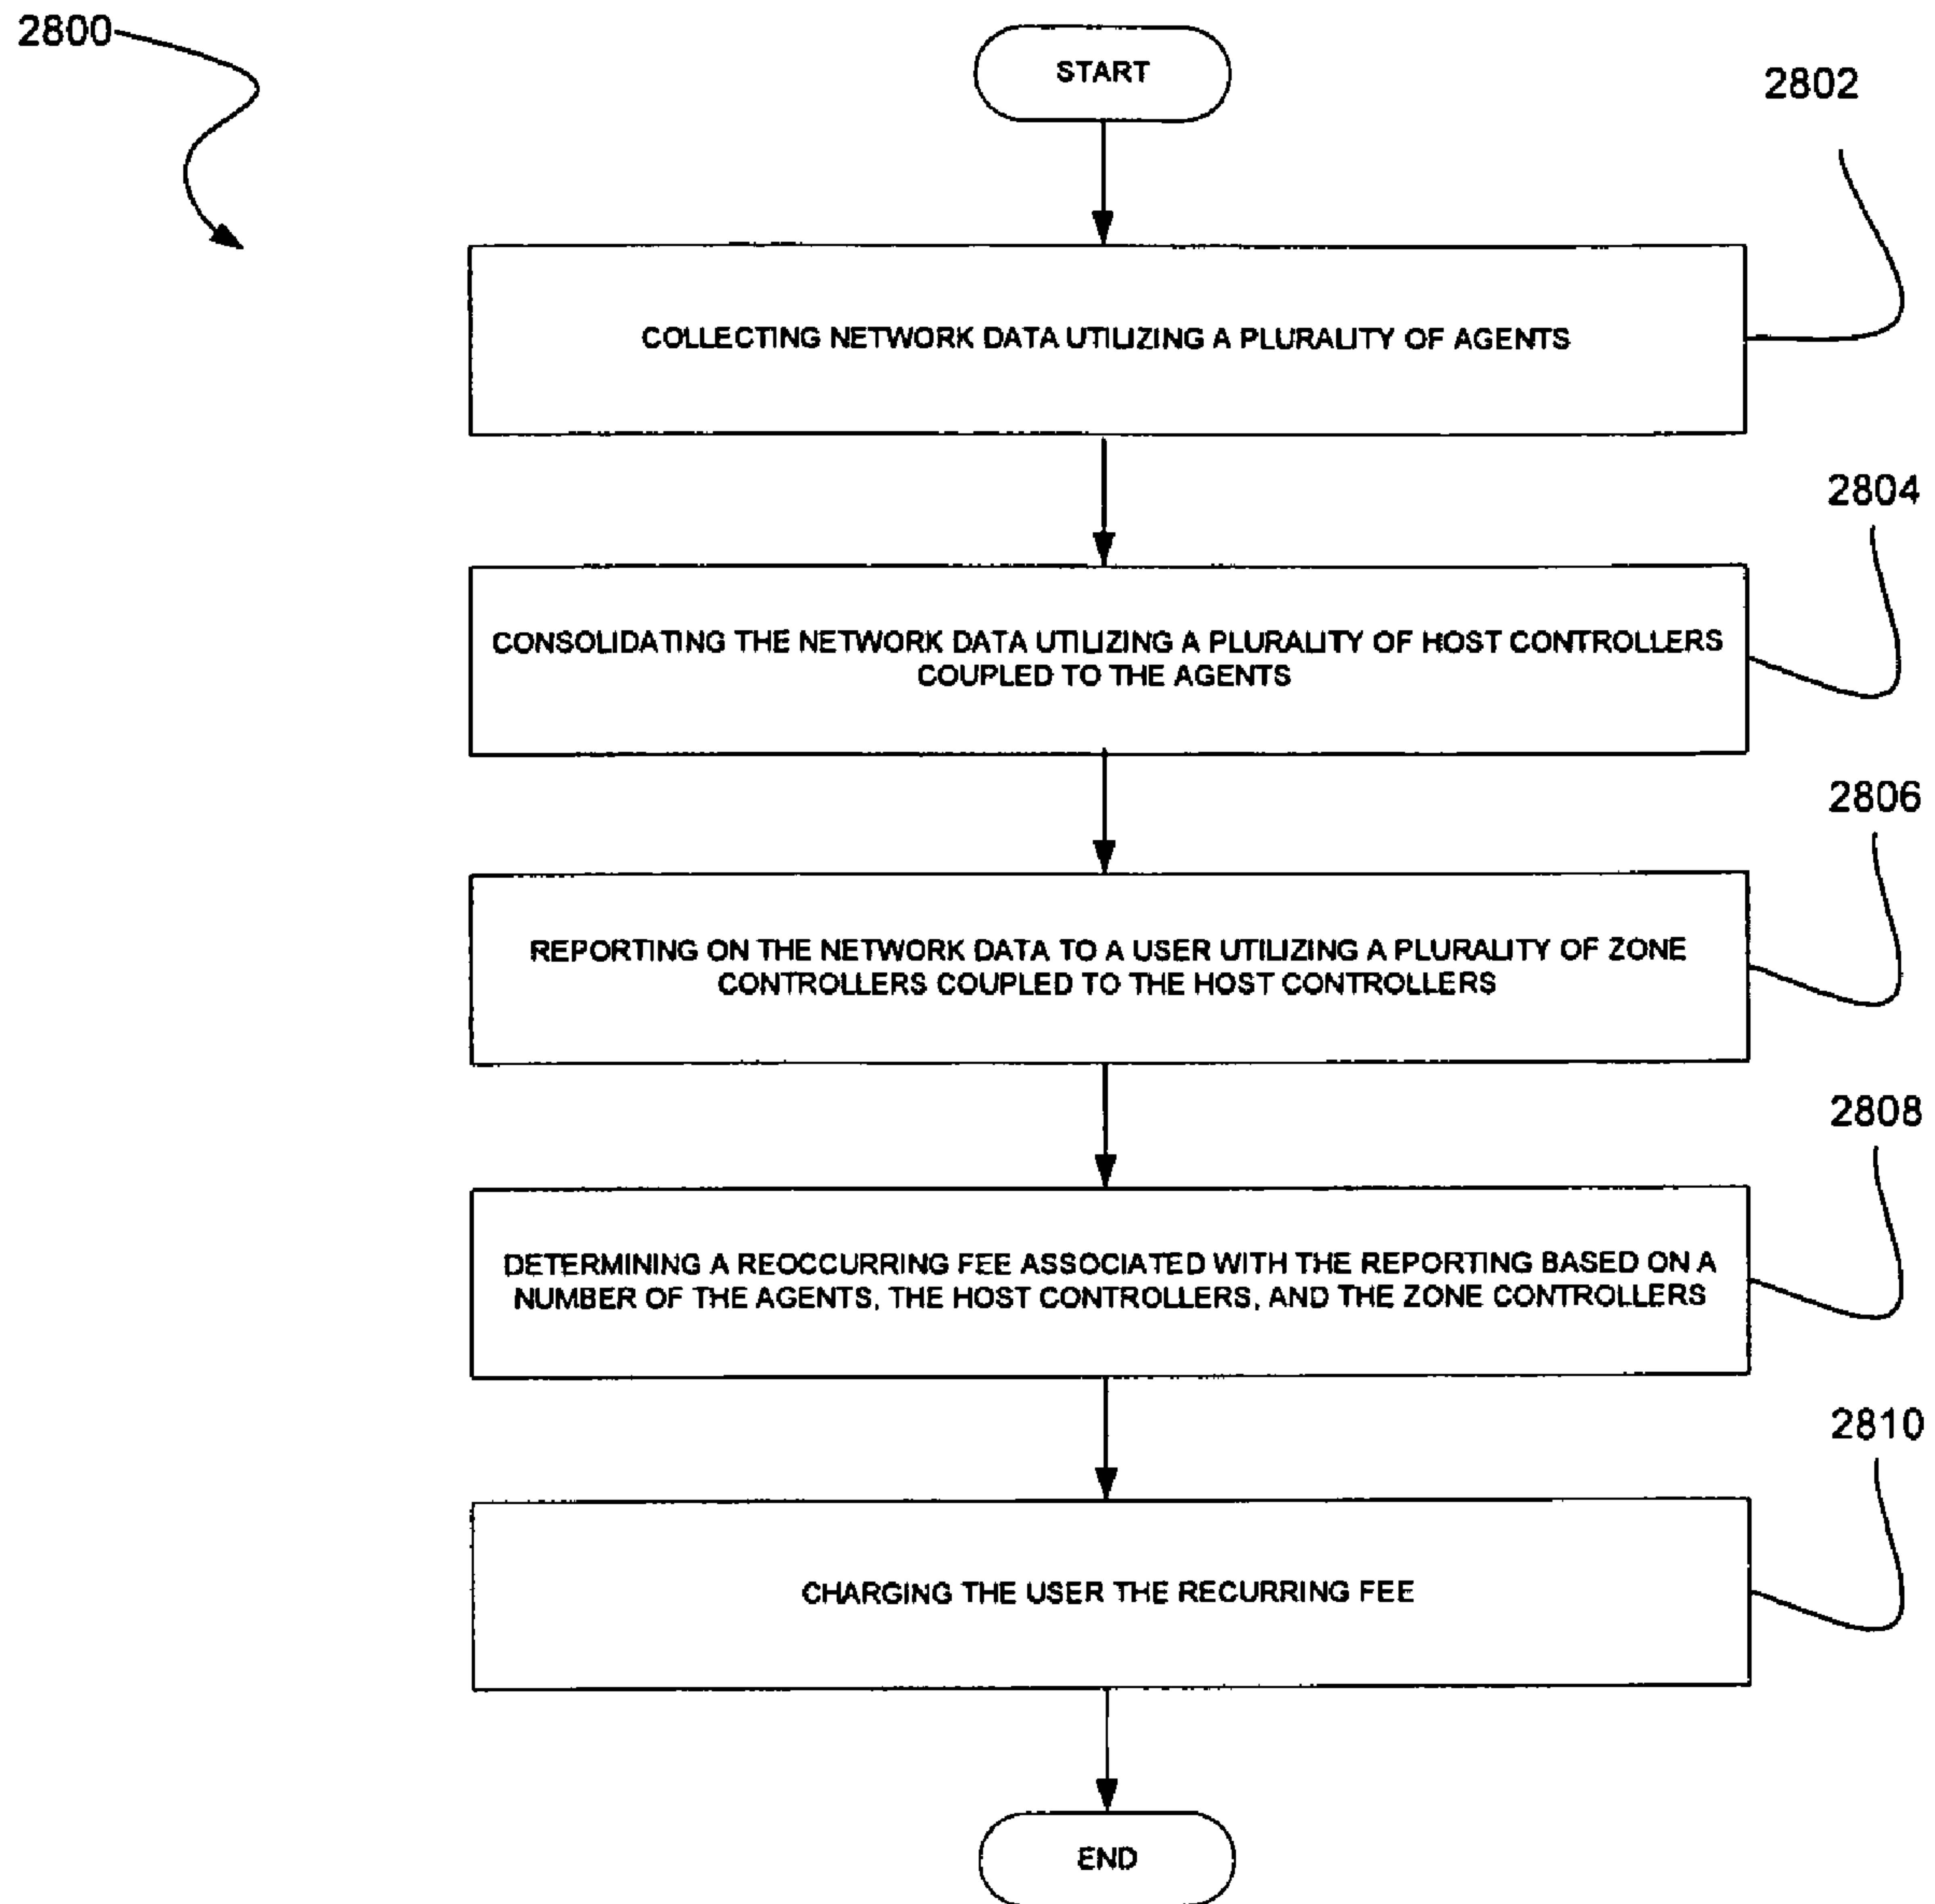 2800
START
2802
COLLECTING NETWORK DATA UTILIZING A PLURALITY OF AGENTS
2804
CONSOLIDATING THE NETWORK DATA UTILIZING A PLURALITY OF HOST CONTROLLERS
COUPLED TO THE AGENTS
2806
REPORTING ON THE NETWORK DATA TO A USER UTILIZING A PLURALITY OF ZONE
CONTROLLERS COUPLED TO THE HOST CONTROLLERS
2808
DETERMINING A REOCCURRING FEE ASSOCIATED WITH THE REPORTING BASED ON A
NUMBER OF THE AGENTS, THE HOST CONTROLLERS, AND THE ZONE CONTROLLERS
2810
CHARGING THE USER THE RECURRING FEE
END